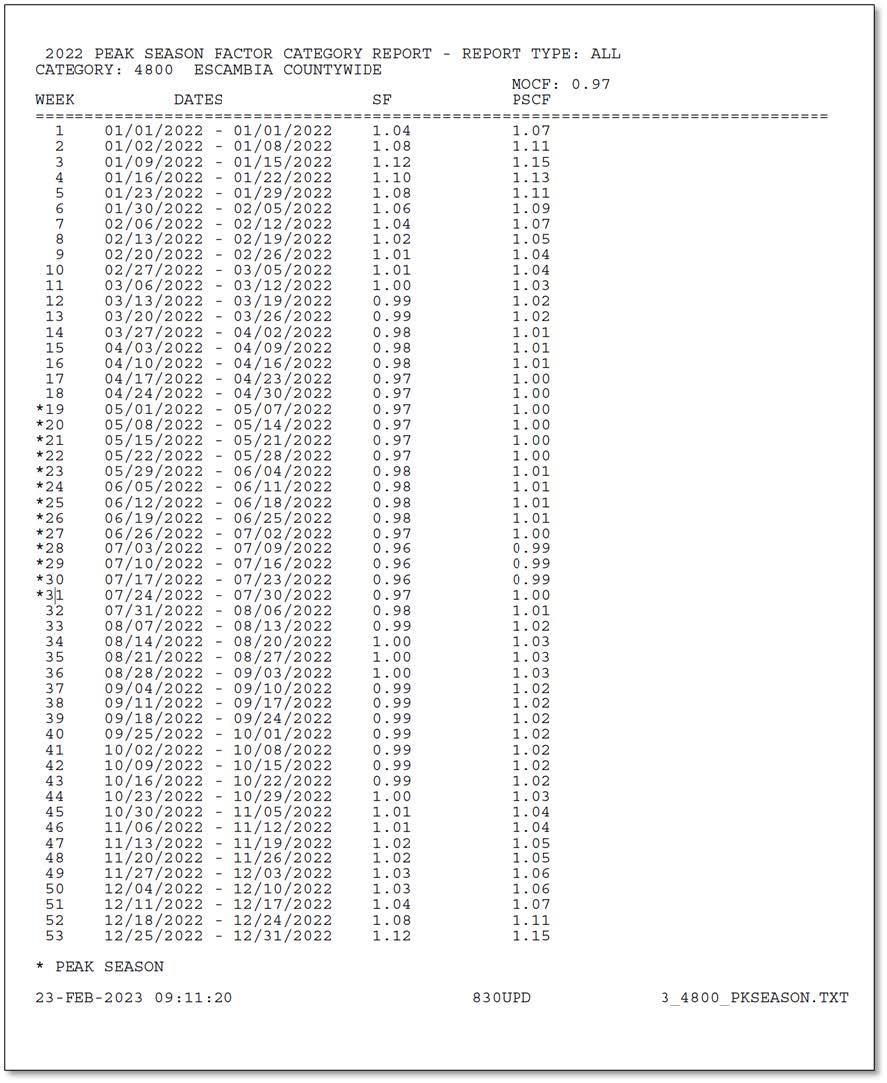 2022 PEAK SEASON FACTOR CATEGORY REPORT - REPORT TYPE: ALL
CATEGORY: 4800 ESCAMBIA COUNTYWIDE
MOCF: 0.97
WEEK DATES SF PSCF
================================================================================
1 01/01/2022 - 01/01/2022 1.04 1.07
2 01/02/2022 - 01/08/2022 1.08 1.11
3 01/09/2022 - 01/15/2022 1.12 1.15
4 01/16/2022 - 01/22/2022 1.10 1.13
5 01/23/2022 - 01/29/2022 1.08 1.11
6 01/30/2022 - 02/05/2022 1.06 1.09
7 02/06/2022 - 02/12/2022 1.04 1.07
8 02/13/2022 - 02/19/2022 1.02 1.05
9 02/20/2022 - 02/26/2022 1.01 1.04
10 02/27/2022 - 03/05/2022 1.01 1.04
11 03/06/2022 - 03/12/2022 1.00 1.03
12 03/13/2022 - 03/19/2022 0.99 1.02
13 03/20/2022 - 03/26/2022 0.99 1.02
14 03/27/2022 - 04/02/2022 0.98 1.01
15 04/03/2022 - 04/09/2022 0.98 1.01
16 04/10/2022 - 04/16/2022 0.98 1.01
17 04/17/2022 - 04/23/2022 0.97 1.00
18 04/24/2022 - 04/30/2022 0.97 1.00
*19 05/01/2022 - 05/07/2022 0.97 1.00
*20 05/08/2022 - 05/14/2022 0.97 1.00
*21 05/15/2022 - 05/21/2022 0.97 1.00
*22 05/22/2022 - 05/28/2022 0.97 1.00
*23 05/29/2022 - 06/04/2022 0.98 1.01
*24 06/05/2022 - 06/11/2022 0.98 1.01
*25 06/12/2022 - 06/18/2022 0.98 1.01
*26 06/19/2022 - 06/25/2022 0.98 1.01
*27 06/26/2022 - 07/02/2022 0.97 1.00
*28 07/03/2022 - 07/09/2022 0.96 0.99
*29 07/10/2022 - 07/16/2022 0.96 0.99
*30 07/17/2022 - 07/23/2022 0.96 0.99
*31 07/24/2022 - 07/30/2022 0.97 1.00
32 07/31/2022 - 08/06/2022 0.98 1.01
33 08/07/2022 - 08/13/2022 0.99 1.02
34 08/14/2022 - 08/20/2022 1.00 1.03
35 08/21/2022 - 08/27/2022 1.00 1.03
36 08/28/2022 - 09/03/2022 1.00 1.03
37 09/04/2022 - 09/10/2022 0.99 1.02
38 09/11/2022 - 09/17/2022 0.99 1.02
39 09/18/2022 - 09/24/2022 0.99 1.02
40 09/25/2022 - 10/01/2022 0.99 1.02
41 10/02/2022 - 10/08/2022 0.99 1.02
42 10/09/2022 - 10/15/2022 0.99 1.02
43 10/16/2022 - 10/22/2022 0.99 1.02
44 10/23/2022 - 10/29/2022 1.00 1.03
45 10/30/2022 - 11/05/2022 1.01 1.04
46 11/06/2022 - 11/12/2022 1.01 1.04
47 11/13/2022 - 11/19/2022 1.02 1.05
48 11/20/2022 - 11/26/2022 1.02 1.05
49 11/27/2022 - 12/03/2022 1.03 1.06
50 12/04/2022 - 12/10/2022 1.03 1.06
51 12/11/2022 - 12/17/2022 1.04 1.07
52 12/18/2022 - 12/24/2022 1.08 1.11
53 12/25/2022 - 12/31/2022 1.12 1.15
* PEAK SEASON
23-FEB-2023 09:11:20 830UPD 3_4800_PKSEASON.TXT